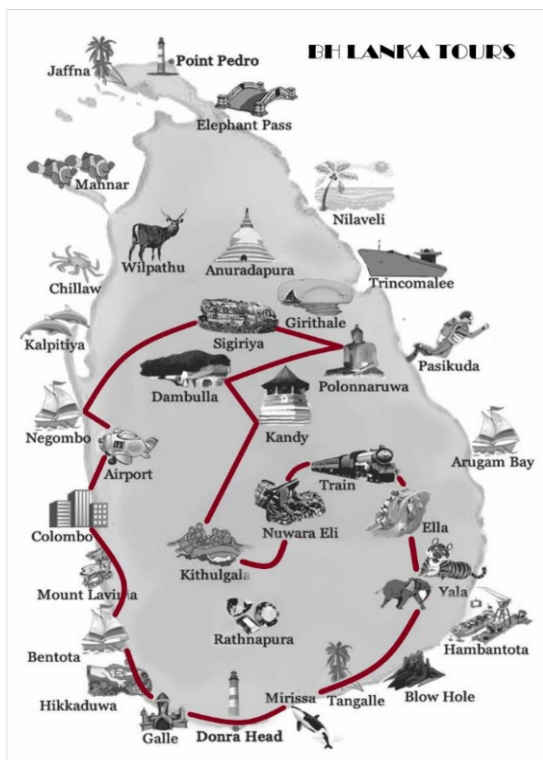 BH LANKA TOURS
Point Pedro
Jaffna
Elephant Pass
Mannar
Nilaveli
Wilpathu
Anuradapura
Trincomalee
Chillaw
Girithale
Sigiriya
Kalpitiya
Pasikuda
Dambulla
Polonnaruwa
Negombo
Kandy
Arugam Bay
Airport
Train
Colombo
Nuwara Eli
Ella
Kithulgala
Mount Lavinia
Yala
Rathnapura
Bentota
Hambantota
Hikkaduwa
Mirissa
Tangalle
Blow Hole
Galle
Donra Head